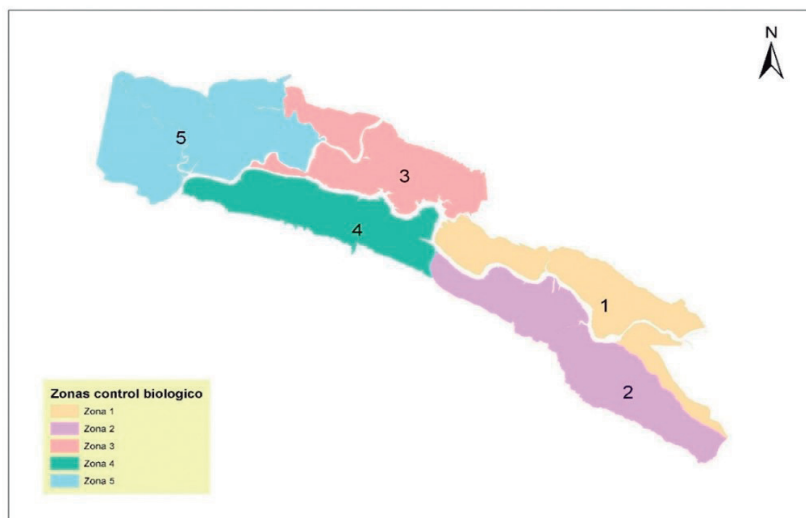 N
5
3
4
1
2
Zonas control biologico
Zona 1
Zona 2
Zona 3
Zona 4
Zona 5